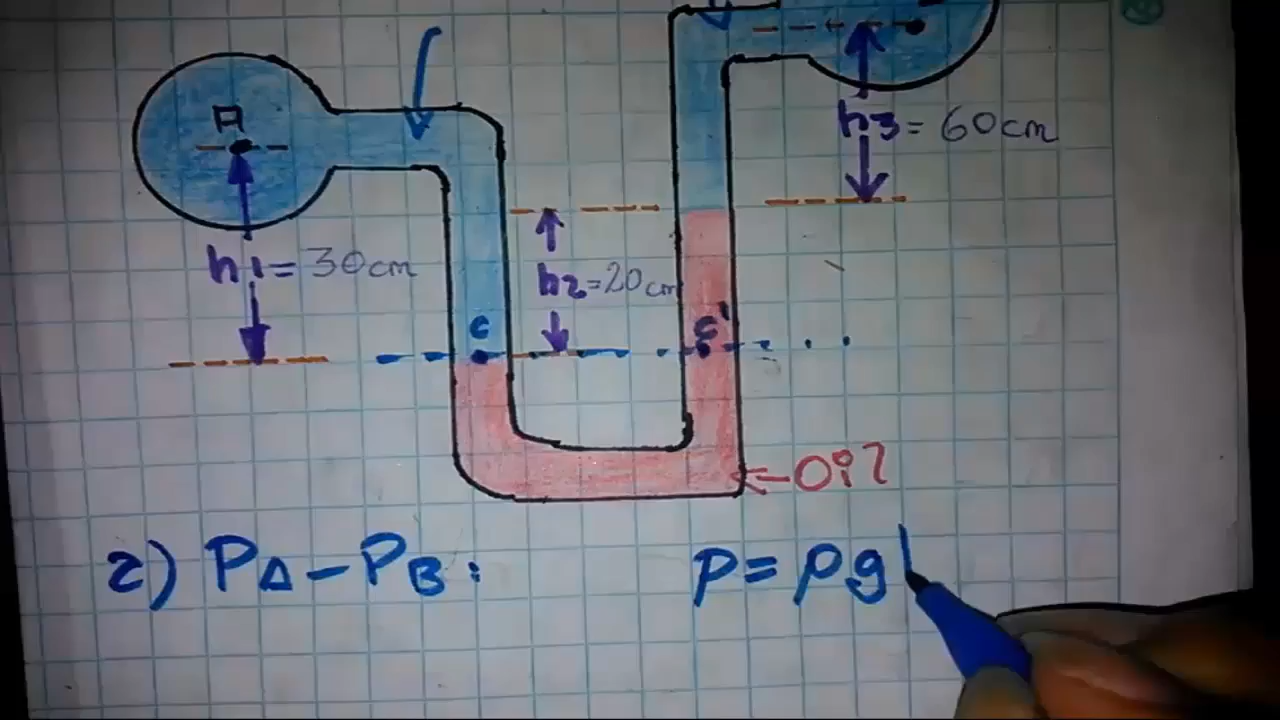 A
h3=60cm
h1=30cm
h2=20cm
c c'
oil
2) PA-PB: P=ρg